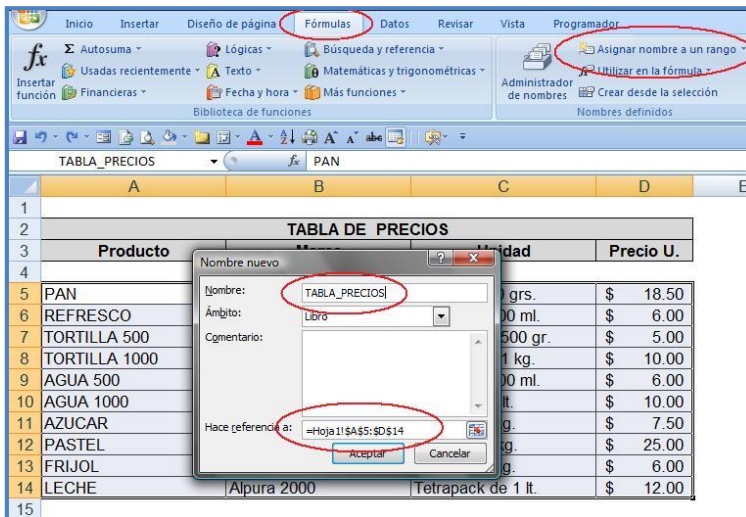 Inicio Insertar Diseño de página Fórmulas Datos Revisar Vista Programador
fx Σ Autosuma Lógicas Búsqueda y referencia Asignar nombre a un rango
Insertar función Usadas recientemente A Texto Matemáticas y trigonométricas Administrador de nombres Utilizar en la fórmula
Financieras Fecha y hora Más funciones Crear desde la selección
Biblioteca de funciones Nombres definidos
TABLA_PRECIOS fx PAN
A B C D E
1
2 TABLA DE PRECIOS
3 Producto Precio U.
4
Nombre nuevo
Nombre: TABLA_PRECIOS
Ámbito: Libro
Comentario:
Hace referencia a: =Hoja1!$A$5:$D$14
Aceptar Cancelar
5 PAN grs. $ 18.50
6 REFRESCO ml. $ 6.00
7 TORTILLA 500 500 gr. $ 5.00
8 TORTILLA 1000 1 kg. $ 10.00
9 AGUA 500 ml. $ 6.00
10 AGUA 1000 lt. $ 10.00
11 AZUCAR $ 7.50
12 PASTEL $ 25.00
13 FRIJOL $ 6.00
14 LECHE Alpura 2000 Tetrapack de 1 lt. $ 12.00
15